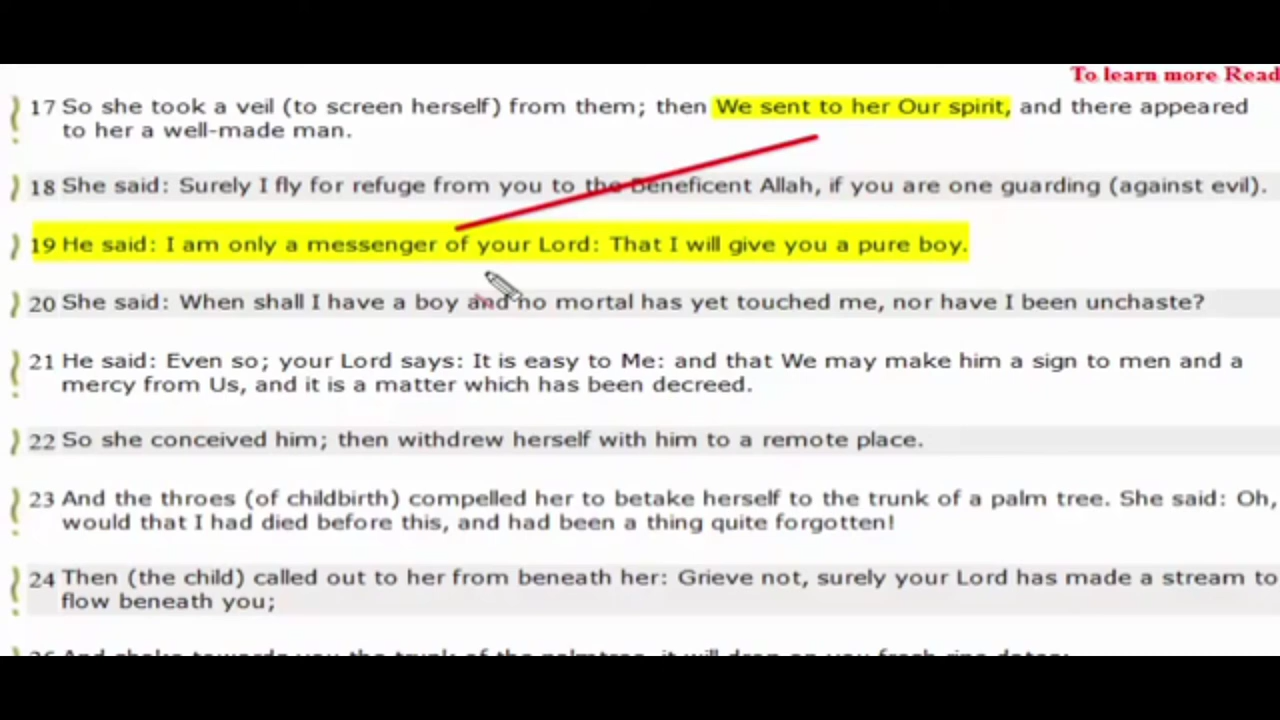 To learn more Read
17 So she took a veil (to screen herself) from them; then We sent to her Our spirit, and there appeared
to her a well-made man.
18 She said: Surely I fly for refuge from you to the Beneficent Allah, if you are one guarding (against evil).
19 He said: I am only a messenger of your Lord: That I will give you a pure boy.
20 She said: When shall I have a boy and no mortal has yet touched me, nor have I been unchaste?
21 He said: Even so; your Lord says: It is easy to Me: and that We may make him a sign to men and a
mercy from Us, and it is a matter which has been decreed.
22 So she conceived him; then withdrew herself with him to a remote place.
23 And the throes (of childbirth) compelled her to betake herself to the trunk of a palm tree. She said: Oh,
would that I had died before this, and had been a thing quite forgotten!
24 Then (the child) called out to her from beneath her: Grieve not, surely your Lord has made a stream to
flow beneath you;